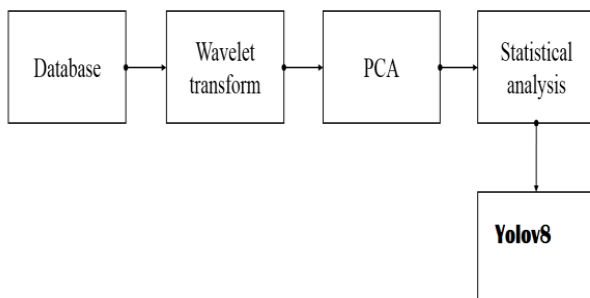 Database
Wavelet
transform
PCA
Statistical
analysis
Yolov8